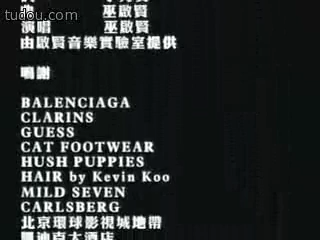 tudou.com
曲 巫啟賢
演唱 巫啟賢
由啟賢音樂實驗室提供
鳴謝
BALENCIAGA
CLARINS
GUESS
CAT FOOTWEAR
HUSH PUPPIES
HAIR by Kevin Koo
MILD SEVEN
CARLSBERG
北京環球影視城地帶